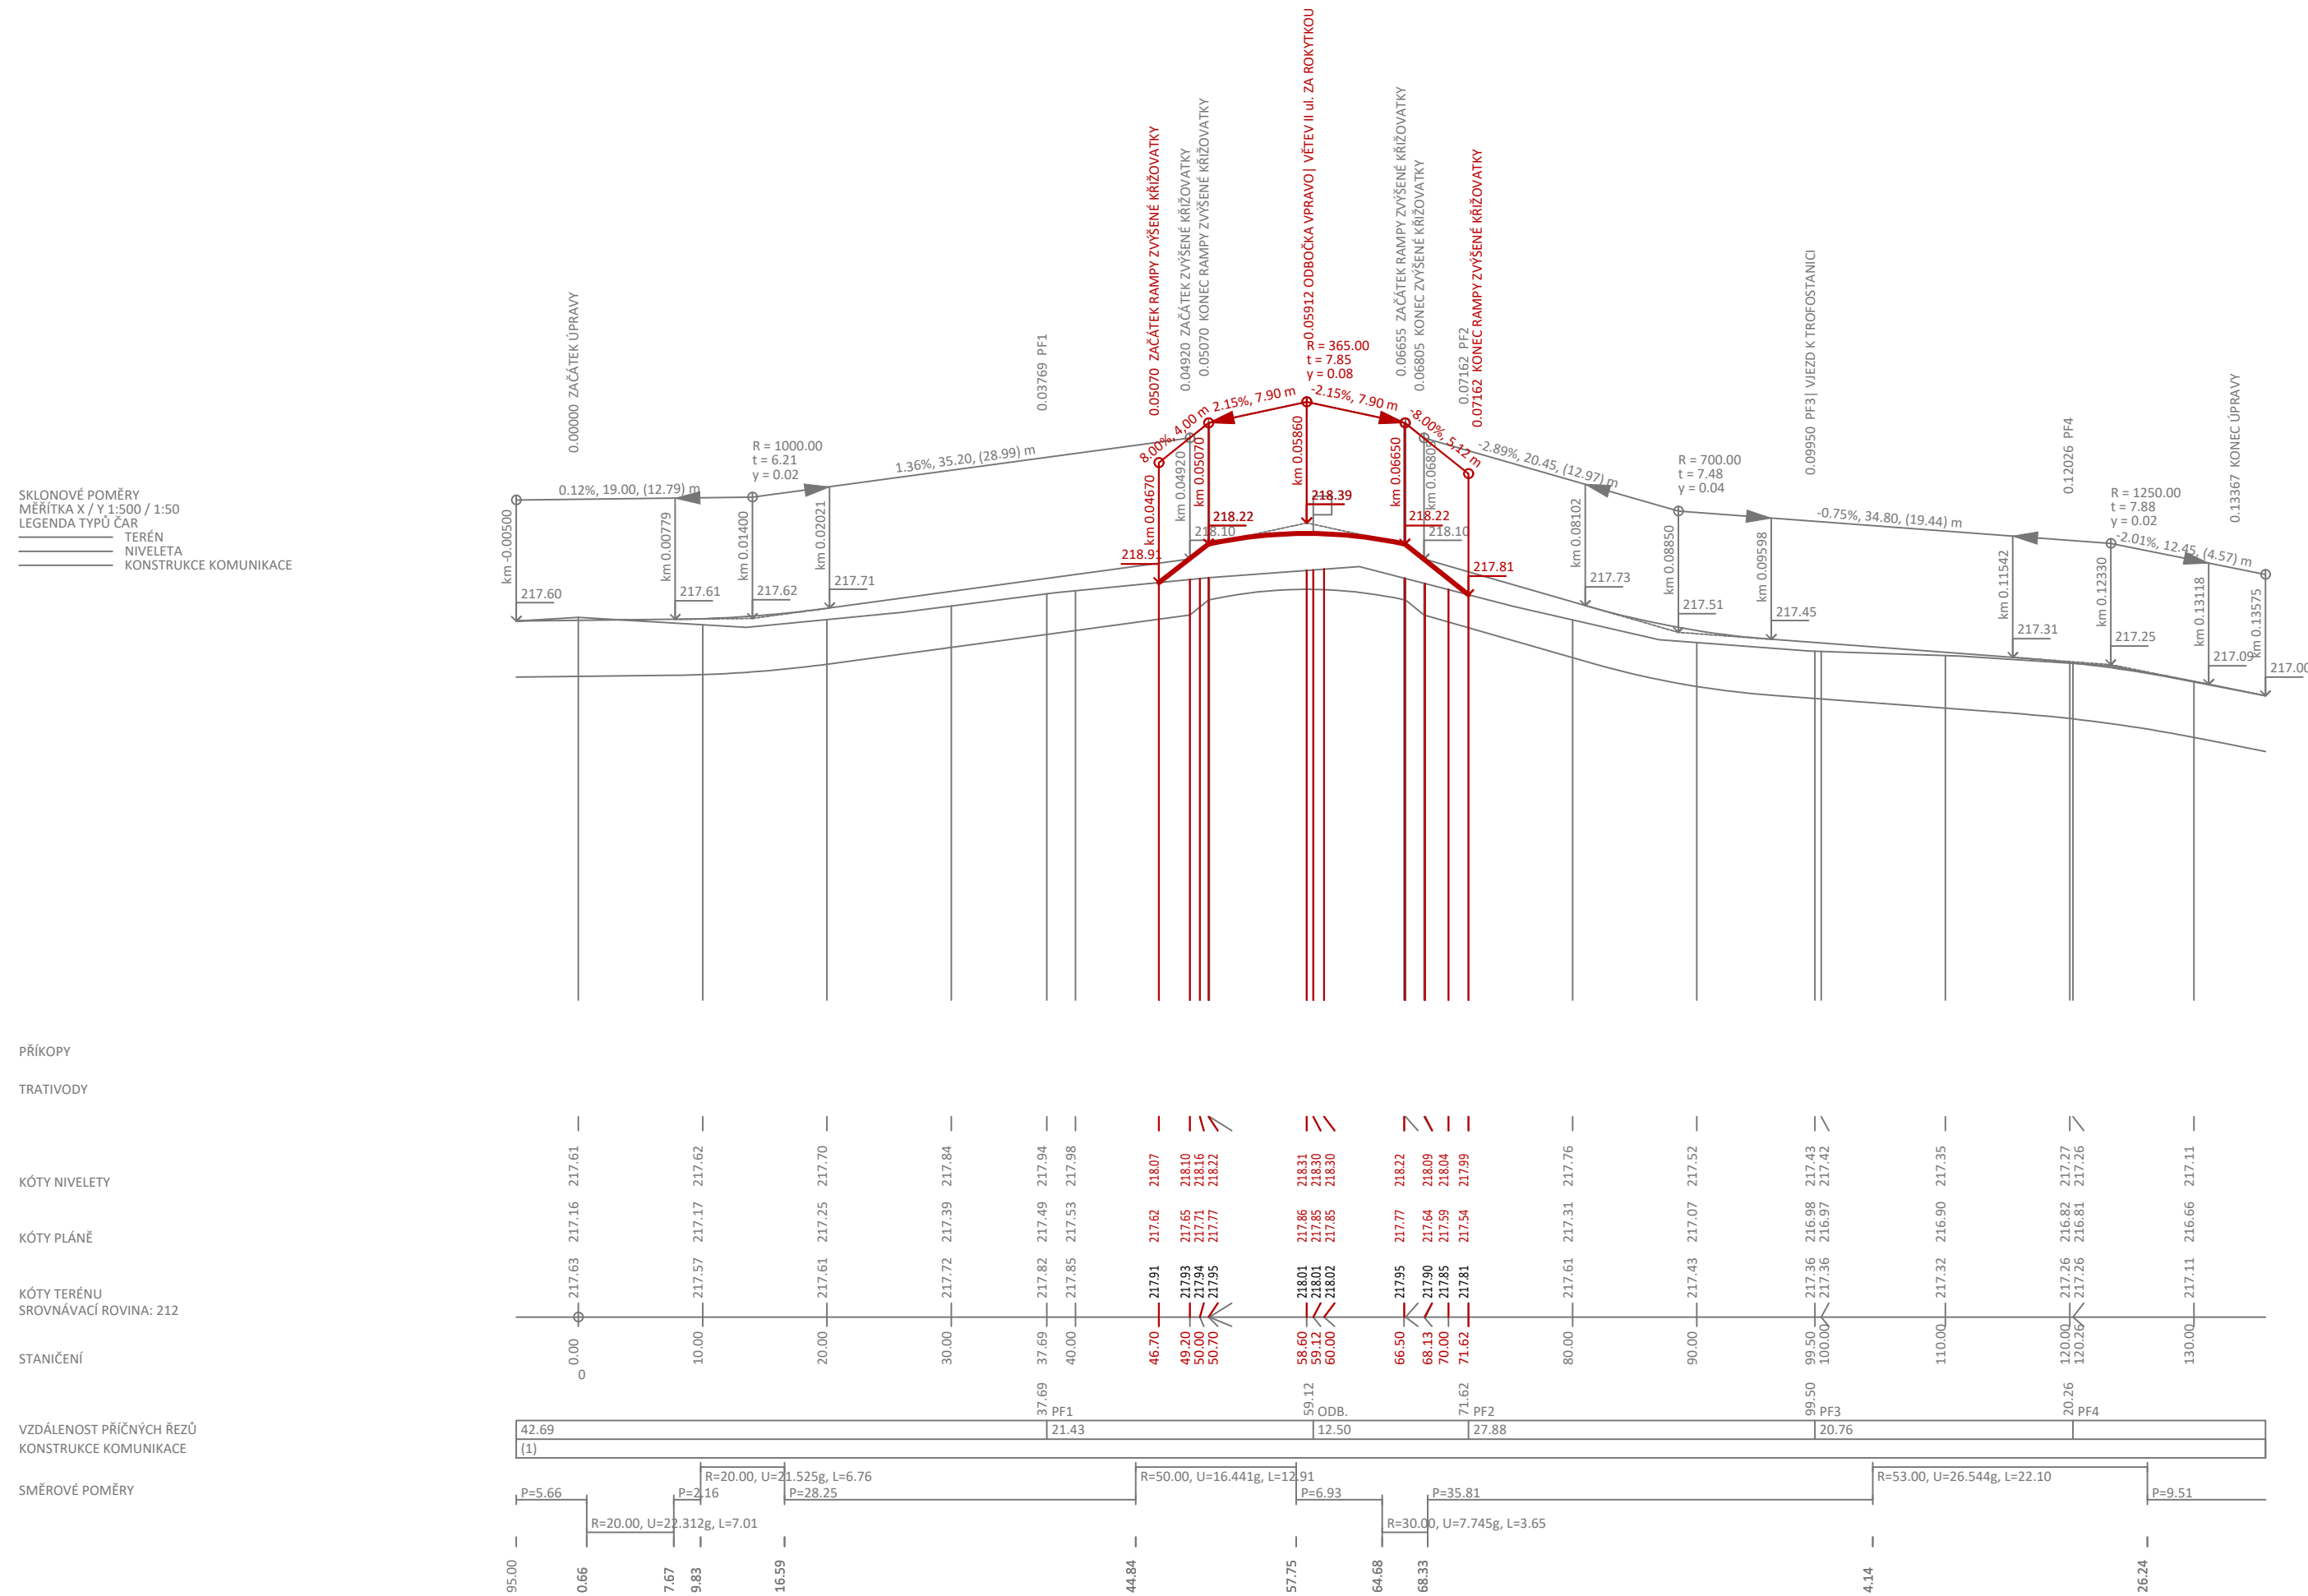 0.00000 ZAČÁTEK ÚPRAVY
0.03769 PF1
0.05070 ZAČÁTEK RAMPY ZVÝŠENÉ KŘIŽOVATKY
0.04920 ZAČÁTEK ZVÝŠENÉ KŘIŽOVATKY
0.05070 KONEC RAMPY ZVÝŠENÉ KŘIŽOVATKY
0.05912 ODBOČKA VPRAVO| VĚTEV II ul. ZA ROKYTKOU
0.06655 ZAČÁTEK RAMPY ZVÝŠENÉ KŘIŽOVATKY
0.06805 KONEC ZVÝŠENÉ KŘIŽOVATKY
0.07162 PF2
0.07162 KONEC RAMPY ZVÝŠENÉ KŘIŽOVATKY
0.09950 PF3| VJEZD K TROFOSTANICI
0.12026 PF4
0.13367 KONEC ÚPRAVY
R = 1000.00
t = 6.21
y = 0.02
R = 365.00
t = 7.85
y = 0.08
R = 700.00
t = 7.48
y = 0.04
R = 1250.00
t = 7.88
y = 0.02
0.12%, 19.00, (12.79) m
1.36%, 35.20, (28.99) m
8.00%, 4,00 m
2.15%, 7.90 m
-2.15%, 7.90 m
-8.00%, 5,12 m
-2.89%, 20.45, (12.97) m
-0.75%, 34.80, (19.44) m
-2.01%, 12.45, (4.57) m
km -0.00500
km 0.00779
km 0.01400
km 0.02021
km 0.04670
km 0.04920
km 0.05070
km 0.05860
km 0.06650
km 0.0680
km 0.08102
km 0.08850
km 0.09598
km 0.11542
km 0.12330
km 0.13118
km 0.13575
217.60
217.61
217.62
217.71
218.91
218.10
218.22
218.39
218.22
218.10
217.81
217.73
217.51
217.45
217.31
217.25
217.09
217.00
SKLONOVÉ POMĚRY
MĚŘÍTKA X / Y 1:500 / 1:50
LEGENDA TYPŮ ČAR
TERÉN
NIVELETA
KONSTRUKCE KOMUNIKACE
PŘÍKOPY
TRATIVODY
KÓTY NIVELETY
217.61 217.62 217.70 217.84 217.94 217.98 218.07 218.10 218.16 218.22 218.31 218.30 218.30 218.22 218.09 218.04 217.99 217.76 217.52 217.43 217.42 217.35 217.27 217.26 217.11
KÓTY PLÁNĚ
217.16 217.17 217.25 217.39 217.49 217.53 217.62 217.65 217.71 217.77 217.86 217.85 217.85 217.77 217.64 217.59 217.54 217.31 217.07 216.98 216.97 216.90 216.82 216.81 216.66
KÓTY TERÉNU
217.63 217.57 217.61 217.72 217.82 217.85 217.91 217.93 217.94 217.95 218.01 218.01 218.02 217.95 217.90 217.85 217.81 217.61 217.43 217.36 217.36 217.32 217.26 217.26 217.11
SROVNÁVACÍ ROVINA: 212
STANIČENÍ
0.00 10.00 20.00 30.00 37.69 40.00 46.70 49.20 50.00 50.70 58.60 59.12 60.00 66.50 68.13 70.00 71.62 80.00 90.00 99.50 100.00 110.00 120.00 120.26 130.00
0
37.69 59.12 71.62 99.50 20.26
PF1 ODB. PF2 PF3 PF4
VZDÁLENOST PŘÍČNÝCH ŘEZŮ
42.69 21.43 12.50 27.88 20.76
KONSTRUKCE KOMUNIKACE
(1)
SMĚROVÉ POMĚRY
R=20.00, U=21.525g, L=6.76
R=50.00, U=16.441g, L=12.91
R=53.00, U=26.544g, L=22.10
P=5.66
P=2.16
P=28.25
P=6.93
P=35.81
P=9.51
R=20.00, U=22.312g, L=7.01
R=30.00, U=7.745g, L=3.65
95.00 0.66 7.67 9.83 16.59 44.84 57.75 64.68 68.33 4.14 26.24